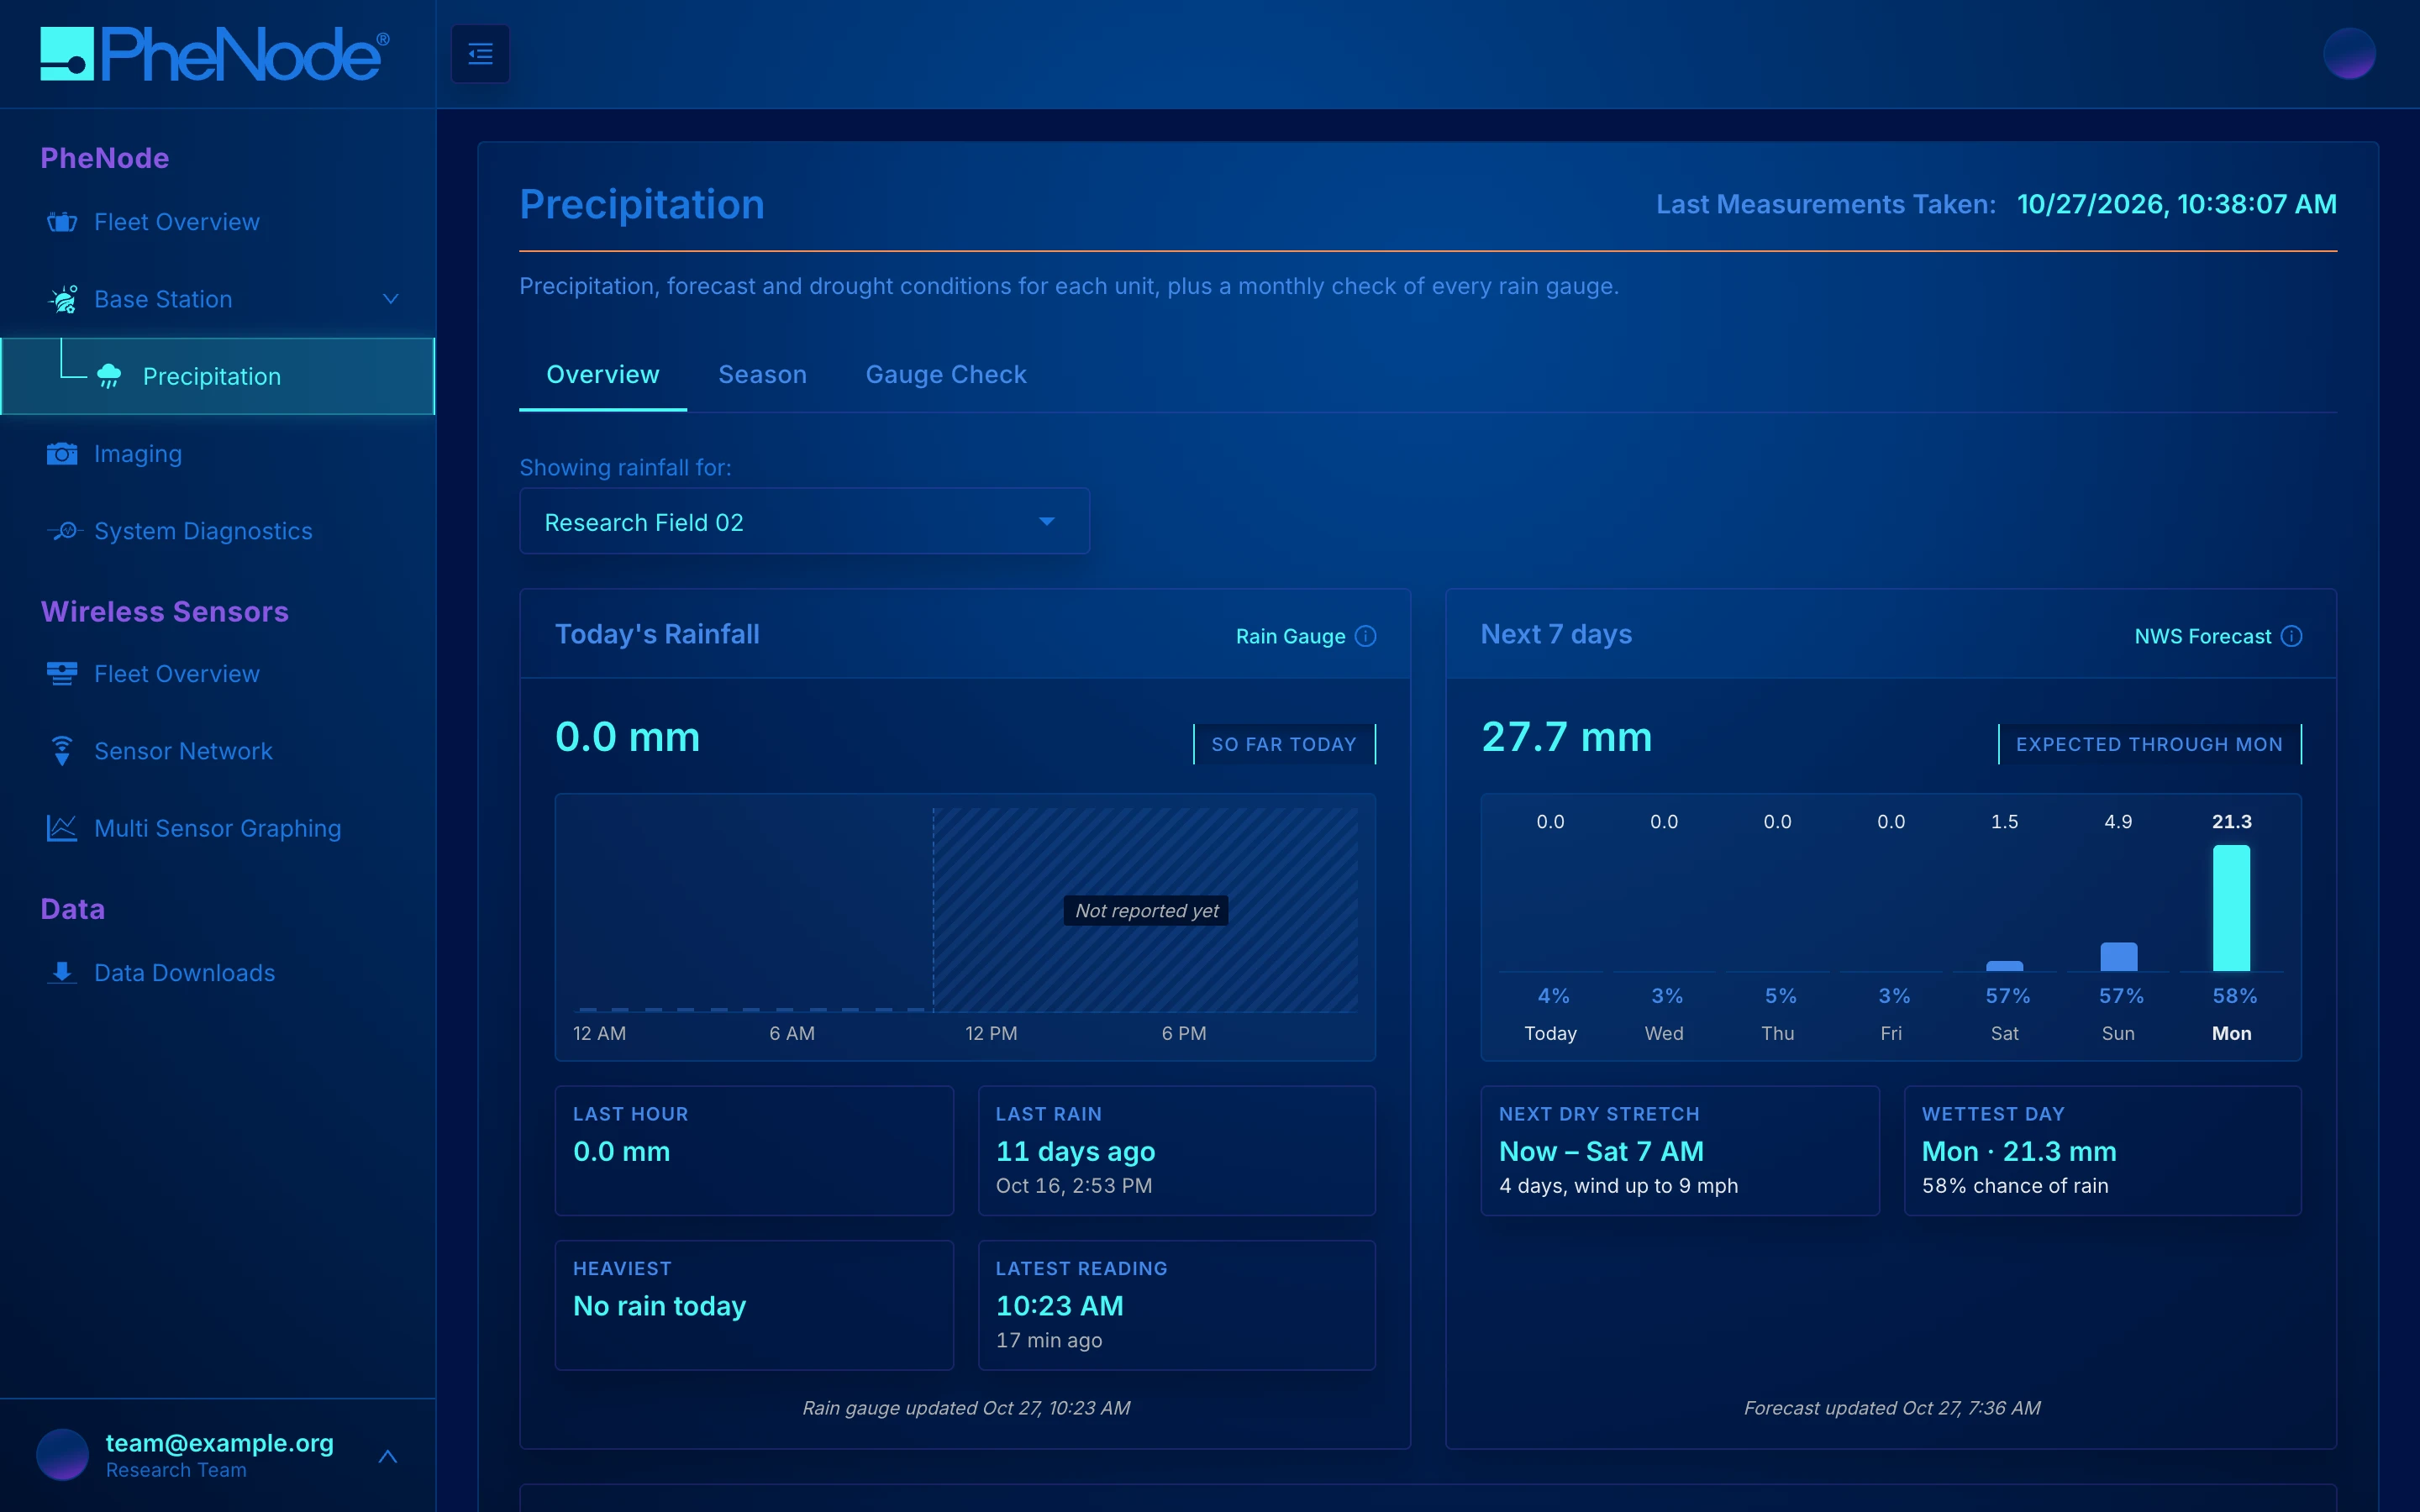 PheNode®
PheNode
Fleet Overview
Base Station
Precipitation
Imaging
System Diagnostics
Wireless Sensors
Fleet Overview
Sensor Network
Multi Sensor Graphing
Data
Data Downloads
team@example.org
Research Team
Precipitation
Last Measurements Taken: 10/27/2026, 10:38:07 AM
Precipitation, forecast and drought conditions for each unit, plus a monthly check of every rain gauge.
Overview Season Gauge Check
Showing rainfall for:
Research Field 02
Today's Rainfall Rain Gauge
0.0 mm SO FAR TODAY
Not reported yet
12 AM 6 AM 12 PM 6 PM
LAST HOUR
0.0 mm
LAST RAIN
11 days ago
Oct 16, 2:53 PM
HEAVIEST
No rain today
LATEST READING
10:23 AM
17 min ago
Rain gauge updated Oct 27, 10:23 AM
Next 7 days NWS Forecast
27.7 mm EXPECTED THROUGH MON
0.0 0.0 0.0 0.0 1.5 4.9 21.3
4% 3% 5% 3% 57% 57% 58%
Today Wed Thu Fri Sat Sun Mon
NEXT DRY STRETCH
Now – Sat 7 AM
4 days, wind up to 9 mph
WETTEST DAY
Mon · 21.3 mm
58% chance of rain
Forecast updated Oct 27, 7:36 AM